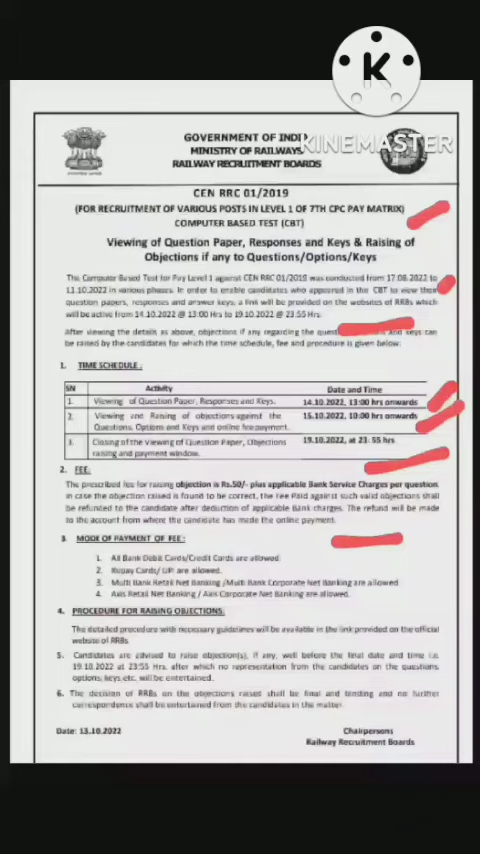 K
KINEMASTER
GOVERNMENT OF INDI
MINISTRY OF RAILWAYS
RAILWAY RECRUITMENT BOARDS
CEN RRC 01/2019
(FOR RECRUITMENT OF VARIOUS POSTS IN LEVEL 1 OF 7TH CPC PAY MATRIX)
COMPUTER BASED TEST (CBT)
Viewing of Question Paper, Responses and Keys & Raising of
Objections if any to Questions/Options/Keys
The Computer Based Test for Pay Level 1 against CEN RRC 01/2019 was conducted from 17.08.2022 to
11.10.2022 in various phases. In order to enable candidates who appeared in the CBT to view their
question papers, responses and answer keys, a link will be provided on the websites of RRBs which
will be active from 14.10.2022 @ 13:00 Hrs to 19.10.2022 @ 23.55 Hrs.
After viewing the details as above, objections if any regarding the and keys can
be raised by the candidates for which the time schedule, fee and procedure is given below:
1. TIME SCHEDULE:
SN Activity Date and Time
1. Viewing of Question Paper, Responses and Keys. 14.10.2022, 13:00 hrs onwards
2. Viewing and Raising of objections against the 15.10.2022, 10:00 hrs onwards
Questions, Options and Keys and online fee payment.
3. Closing of the Viewing of Question Paper, Objections 19.10.2022, at 23:55 hrs
raising and payment window.
2. FEE:
The prescribed fee for raising objection is Rs.50/- plus applicable Bank Service Charges per question
in case the objection raised is found to be correct, the Fee Paid against such valid objections shall
be refunded to the candidate after deduction of applicable Bank charges. The refund will be made
to the account from where the candidate has made the online payment.
3. MODE OF PAYMENT OF FEE:
1. All Bank Debit Cards/Credit Cards are allowed
2. Rupay Cards/ UPI are allowed.
3. Multi Bank Retail Net Banking /Multi Bank Corporate Net Banking are allowed
4. Axis Retail Net Banking / Axis Corporate Net Banking are allowed.
4. PROCEDURE FOR RAISING OBJECTIONS:
The detailed procedure with necessary guidelines will be available in the link provided on the official
website of RRBs
5. Candidates are advised to raise objection(s), if any, well before the final date and time i.e.
19.10.2022 at 23:55 Hrs, after which no representation from the candidates on the questions
options, keys etc. will be entertained.
6. The decision of RRBs on the objections raised shall be final and binding and no further
correspondence shall be entertained from the candidates in the matter.
Date: 13.10.2022 Chairpersons
Railway Recruitment Boards